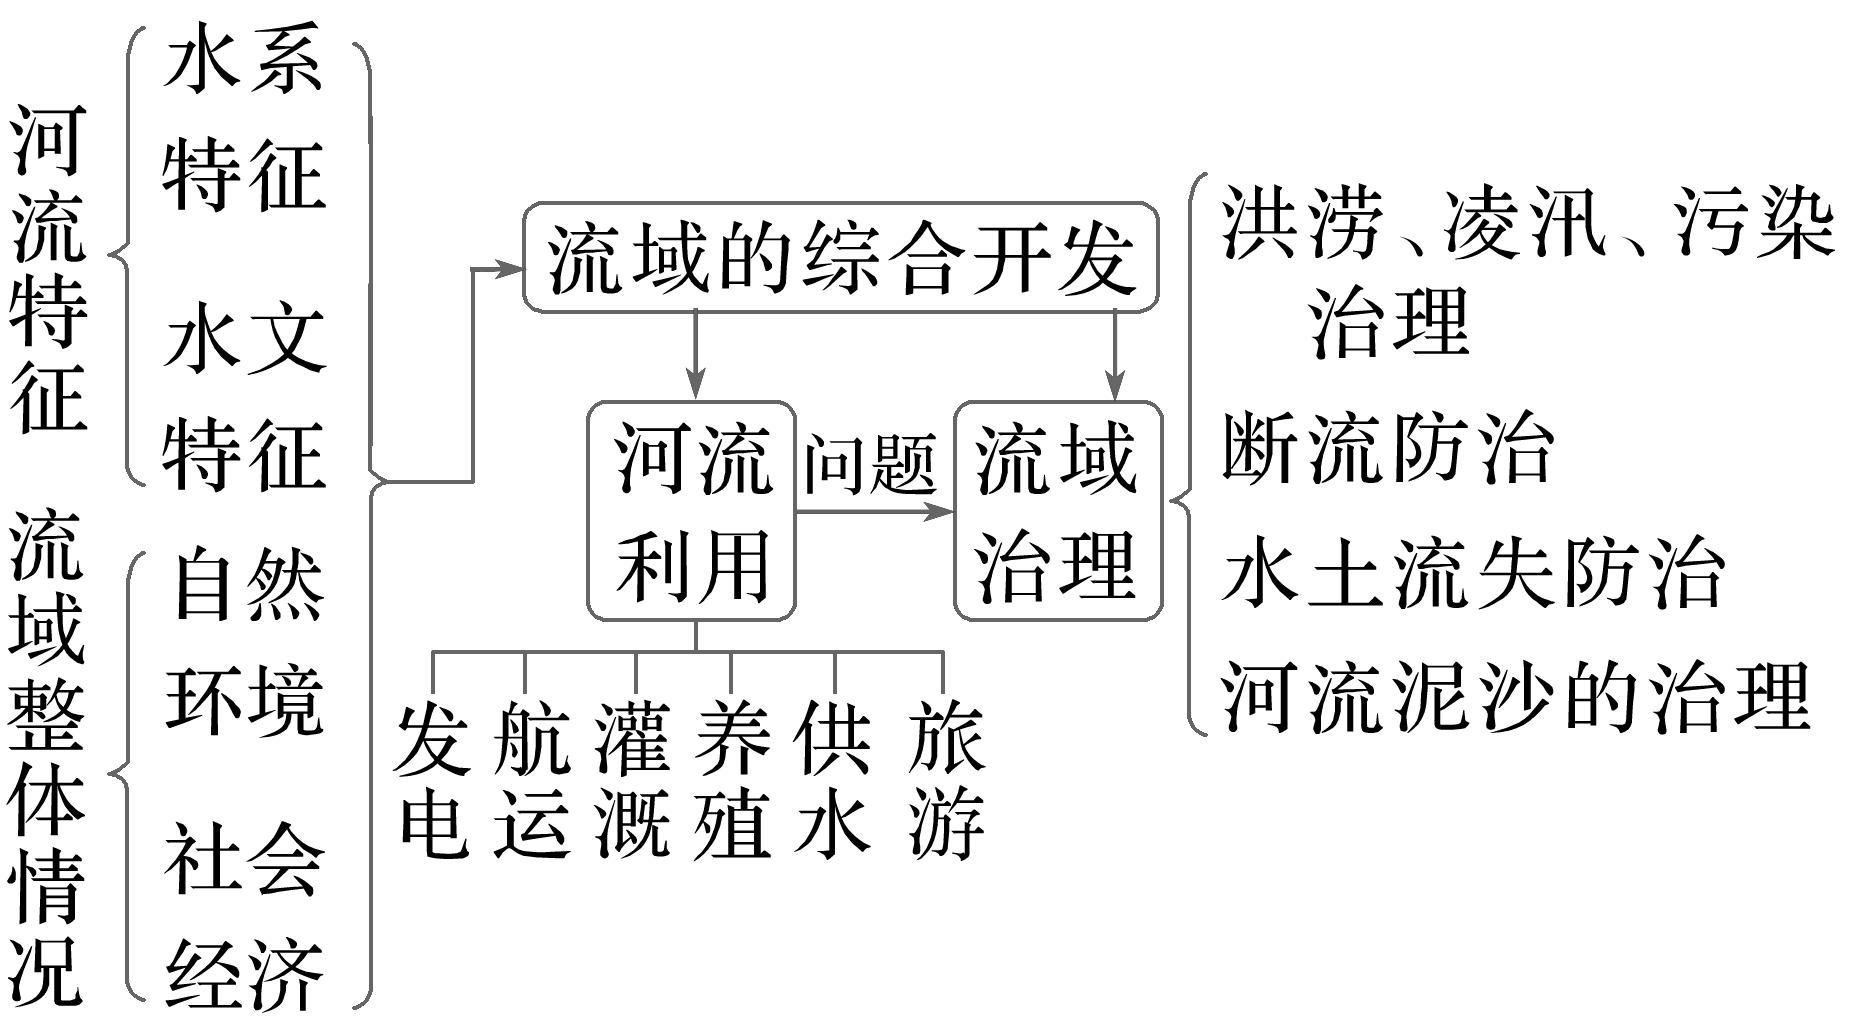 河流特征
水系
特征
水文
特征
流域整体情况
自然
环境
社会
经济
流域的综合开发
河流
利用
问题
流域
治理
发电
航运
灌溉
养殖
供水
旅游
洪涝、凌汛、污染
治理
断流防治
水土流失防治
河流泥沙的治理